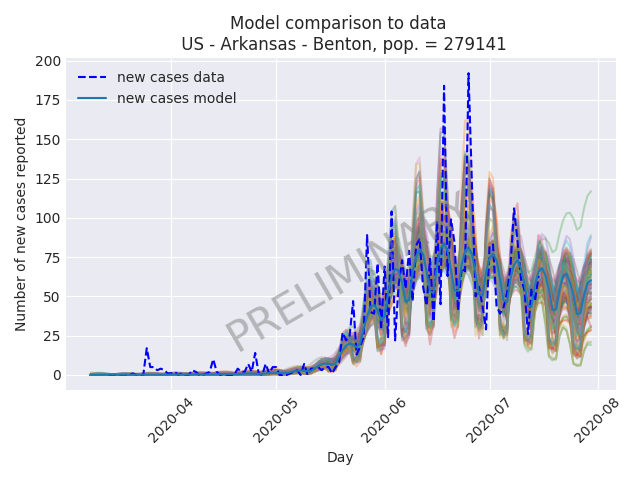 Model comparison to data
US - Arkansas - Benton, pop. = 279141
new cases data
new cases model
Number of new cases reported
200
175
150
125
100
75
50
25
0
PRELIMINARY
2020-04
2020-05
2020-06
2020-07
2020-08
Day